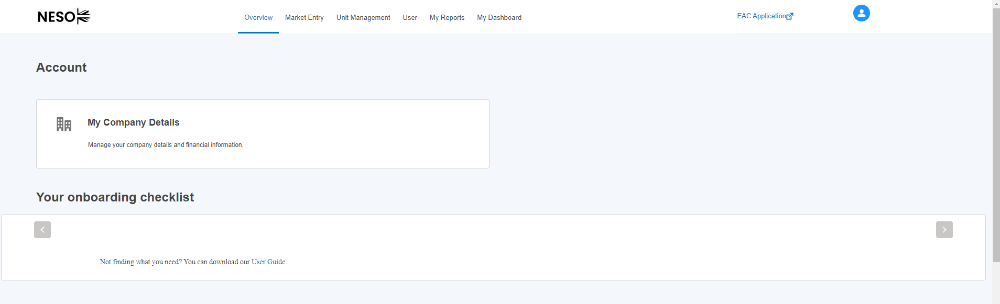 NESO
Overview Market Entry Unit Management User My Reports My Dashboard EAC Application
Account
My Company Details
Manage your company details and financial information.
Your onboarding checklist
Not finding what you need? You can download our User Guide.